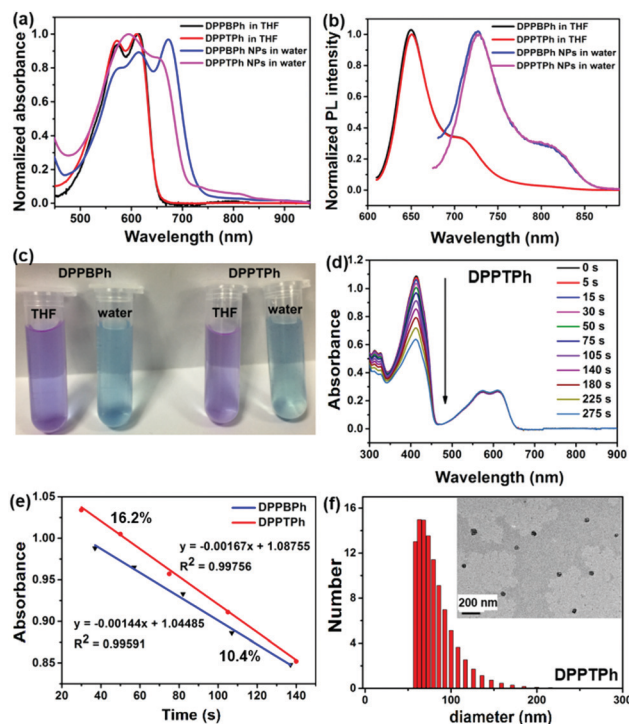 (a)
DPPBPh in THF
DPPTPh in THF
DPPBPh NPs in water
DPPTPh NPs in water
Normalized absorbance
1.0
0.8
0.6
0.4
0.2
0.0
500 600 700 800 900
Wavelength (nm)
(b)
DPPBPh in THF
DPPTPh in THF
DPPBPh NPs in water
DPPTPh NPs in water
Normalized PL intensity
1.0
0.8
0.6
0.4
0.2
0.0
600 650 700 750 800 850
Wavelength (nm)
(c)
DPPBPh DPPTPh
THF water THF water
(d)
DPPTPh
0 s
5 s
15 s
30 s
50 s
75 s
105 s
140 s
180 s
225 s
275 s
Absorbance
1.2
1.0
0.8
0.6
0.4
0.2
0.0
300 400 500 600 700 800 900
Wavelength (nm)
(e)
DPPBPh
DPPTPh
16.2%
y = -0.00167x + 1.08755
R2 = 0.99756
y = -0.00144x + 1.04485
R2 = 0.99591
10.4%
Absorbance
1.05
1.00
0.95
0.90
0.85
20 40 60 80 100 120 140
Time (s)
(f)
200 nm
DPPTPh
Number
16
12
8
4
0
0 50 100 150 200 250 300
diameter (nm)